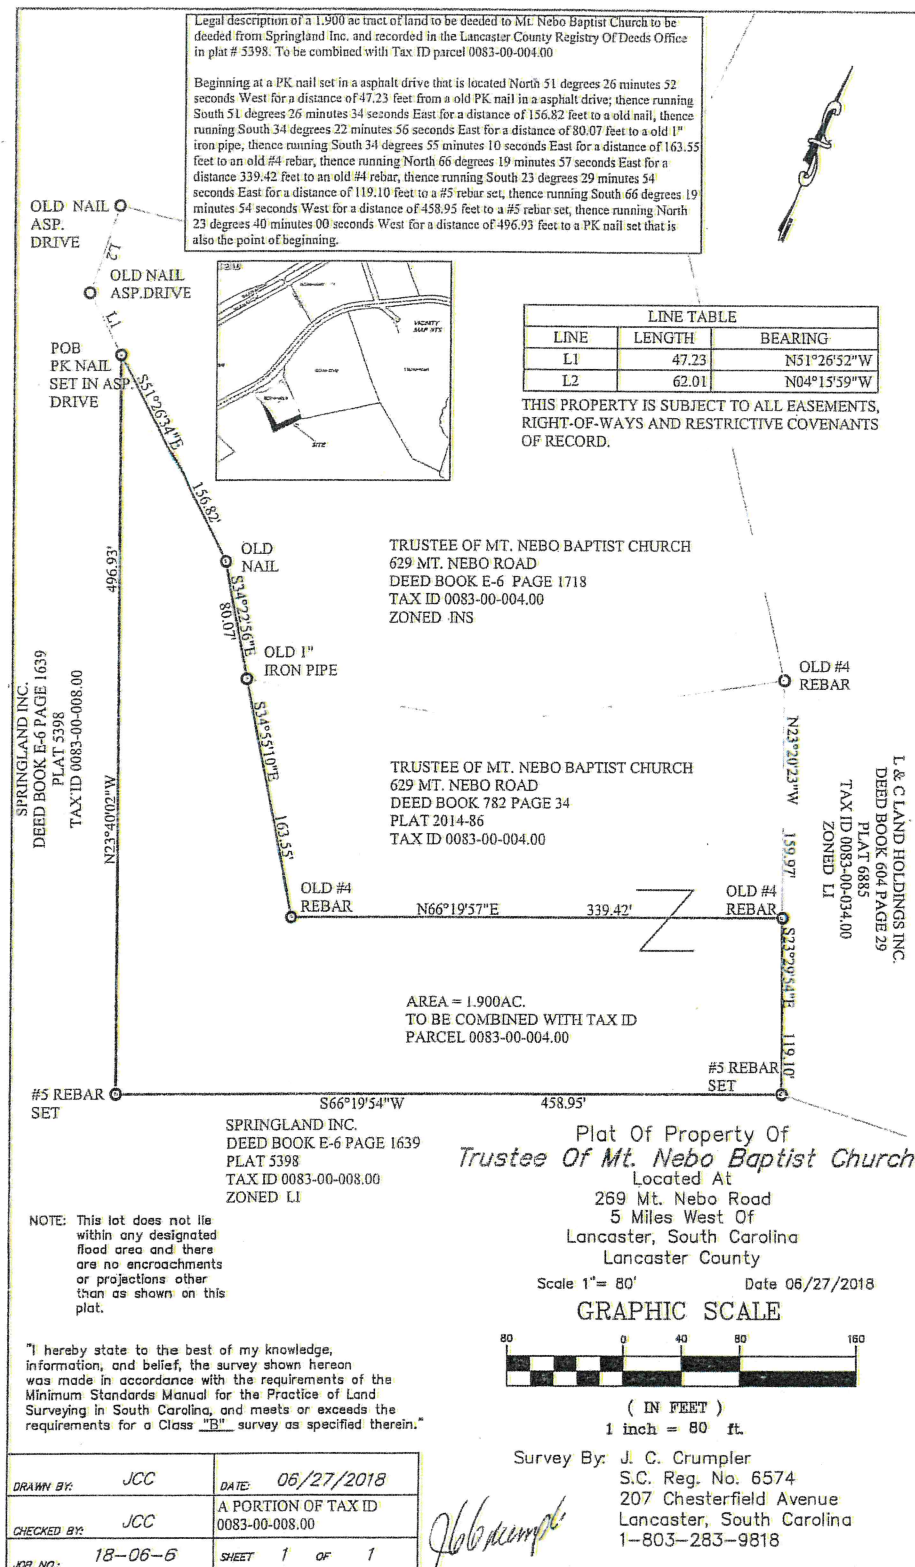 Legal description of a 1.900 ac tract of land to be deeded to Mt. Nebo Baptist Church to be
deeded from Springland Inc. and recorded in the Lancaster County Registry Of Deeds Office
in plat # 5398. To be combined with Tax ID parcel 0083-00-004.00
Beginning at a PK nail set in a asphalt drive that is located North 51 degrees 26 minutes 52
seconds West for a distance of 47.23 feet from a old PK nail in a asphalt drive; thence running
South 51 degrees 26 minutes 34 seconds East for a distance of 156.82 feet to a old nail, thence
running South 34 degrees 22 minutes 56 seconds East for a distance of 80.07 feet to a old 1"
iron pipe, thence running South 34 degrees 55 minutes 10 seconds East for a distance of 163.55
feet to an old #4 rebar, thence running North 66 degrees 19 minutes 57 seconds East for a
distance 339.42 feet to an old #4 rebar, thence running South 23 degrees 29 minutes 54
seconds East for a distance of 119.10 feet to a #5 rebar set, thence running South 66 degrees 19
minutes 54 seconds West for a distance of 458.95 feet to a #5 rebar set, thence running North
23 degrees 40 minutes 00 seconds West for a distance of 496.93 feet to a PK nail set that is
also the point of beginning.
OLD NAIL
ASP.
DRIVE
L2
OLD NAIL
ASP.DRIVE
L1
POB
PK NAIL
SET IN ASP.
DRIVE
VICINITY
MAP NTS
SITE
LINE TABLE
LINE LENGTH BEARING
L1 47.23 N51°26'52"W
L2 62.01 N04°15'59"W
THIS PROPERTY IS SUBJECT TO ALL EASEMENTS,
RIGHT-OF-WAYS AND RESTRICTIVE COVENANTS
OF RECORD.
S51°26'34"E
156.82'
496.93'
N23°40'02"W
OLD
NAIL
S34°22'56"E
80.07'
OLD 1"
IRON PIPE
S34°55'10"E
163.55'
TRUSTEE OF MT. NEBO BAPTIST CHURCH
629 MT. NEBO ROAD
DEED BOOK E-6 PAGE 1718
TAX ID 0083-00-004.00
ZONED INS
OLD #4
REBAR
SPRINGLAND INC.
DEED BOOK E-6 PAGE 1639
PLAT 5398
TAX ID 0083-00-008.00
TRUSTEE OF MT. NEBO BAPTIST CHURCH
629 MT. NEBO ROAD
DEED BOOK 782 PAGE 34
PLAT 2014-86
TAX ID 0083-00-004.00
N23°20'23"W
159.97'
L & C LAND HOLDINGS INC.
DEED BOOK 604 PAGE 29
PLAT 6885
TAX ID 0083-00-034.00
ZONED LI
OLD #4
REBAR
N66°19'57"E
339.42'
OLD #4
REBAR
S23°29'54"E
119.10'
AREA = 1.900AC.
TO BE COMBINED WITH TAX ID
PARCEL 0083-00-004.00
#5 REBAR
SET
#5 REBAR
SET
S66°19'54"W
458.95'
SPRINGLAND INC.
DEED BOOK E-6 PAGE 1639
PLAT 5398
TAX ID 0083-00-008.00
ZONED LI
Plat Of Property Of
Trustee Of Mt. Nebo Baptist Church
Located At
269 Mt. Nebo Road
5 Miles West Of
Lancaster, South Carolina
Lancaster County
Scale 1"= 80' Date 06/27/2018
NOTE: This lot does not lie
within any designated
flood area and there
are no encroachments
or projections other
than as shown on this
plat.
GRAPHIC SCALE
80 0 40 80 160
( IN FEET )
1 inch = 80 ft.
"I hereby state to the best of my knowledge,
information, and belief, the survey shown hereon
was made in accordance with the requirements of the
Minimum Standards Manual for the Practice of Land
Surveying in South Carolina, and meets or exceeds the
requirements for a Class "B" survey as specified therein."
Survey By: J. C. Crumpler
S.C. Reg. No. 6574
207 Chesterfield Avenue
Lancaster, South Carolina
1-803-283-9818
DRAWN BY: JCC
DATE: 06/27/2018
CHECKED BY: JCC
A PORTION OF TAX ID
0083-00-008.00
JOB NO.: 18-06-6
SHEET 1 OF 1